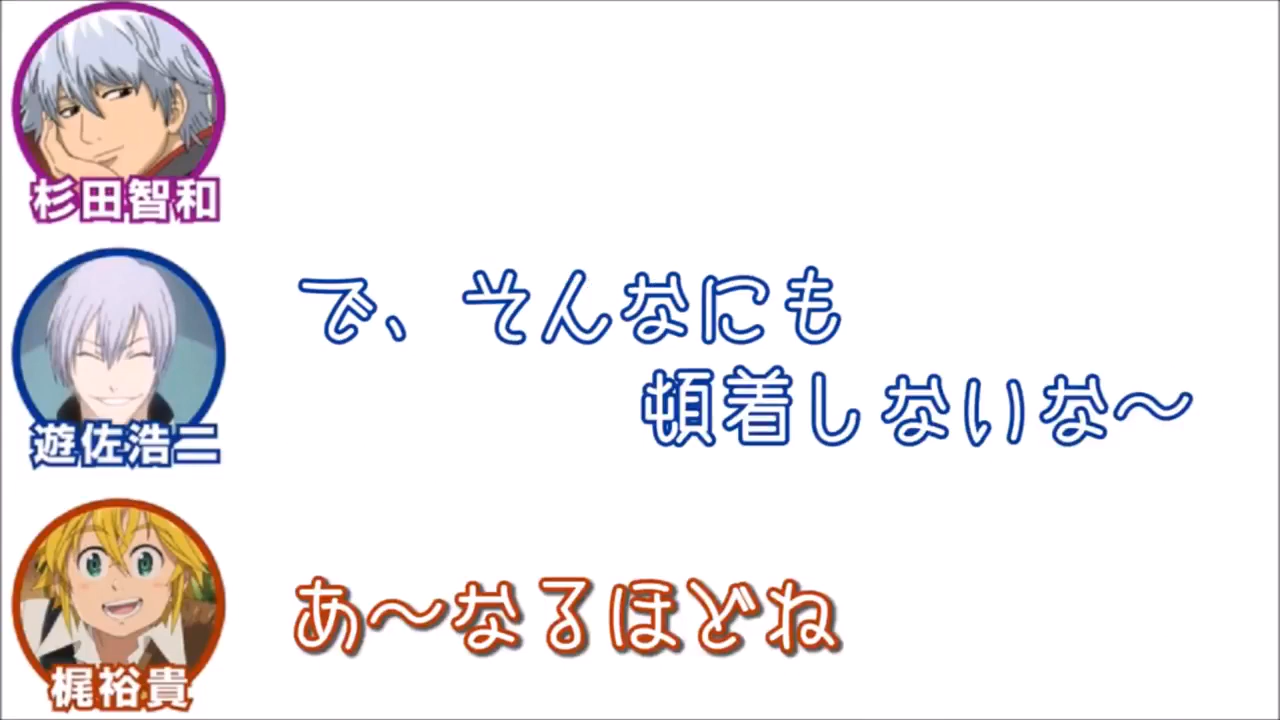 杉田智和
で、そんなにも
頓着しないな～
遊佐浩二
あ～なるほどね
梶裕貴